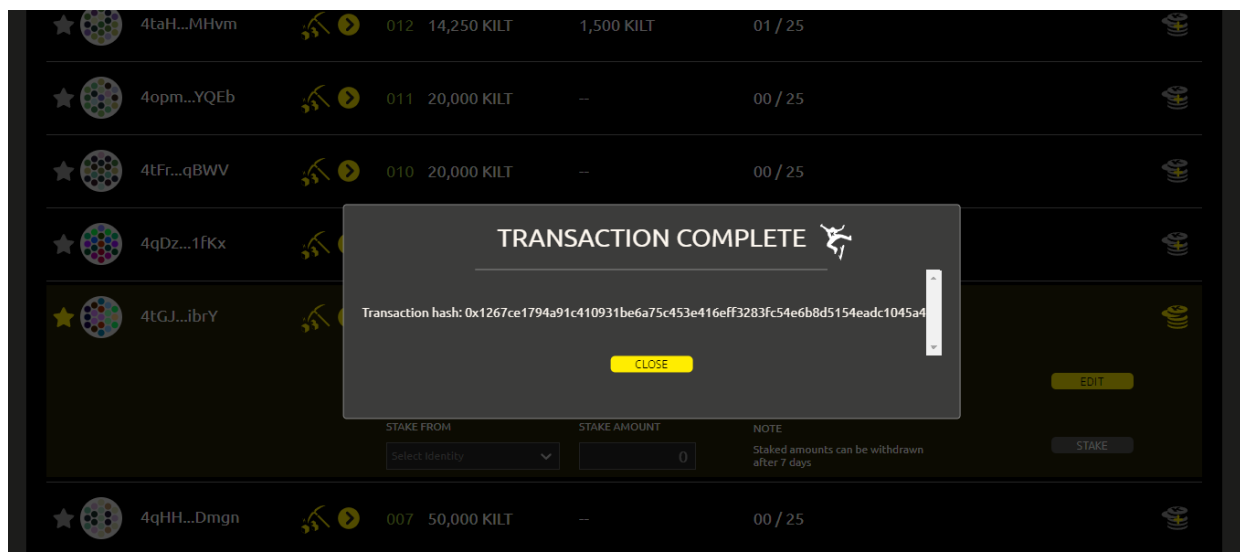 4taH...MHvm 012 14,250 KILT 1,500 KILT 01 / 25
4opm...YQEb 011 20,000 KILT -- 00 / 25
4tFr...qBWV 010 20,000 KILT -- 00 / 25
4qDz...1fKx
TRANSACTION COMPLETE
4tGJ...ibrY
Transaction hash: 0x1267ce1794a91c410931be6a75c453e416eff3283fc54e6b8d5154eadc1045a4
CLOSE
EDIT
STAKE FROM STAKE AMOUNT NOTE
Select Identity 0 Staked amounts can be withdrawn STAKE
after 7 days
4qHH...Dmgn 007 50,000 KILT -- 00 / 25